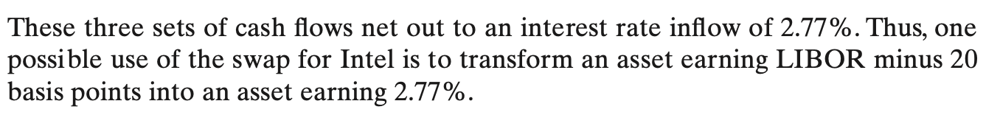 These three sets of cash flows net out to an interest rate inflow of 2.77%. Thus, one
possible use of the swap for Intel is to transform an asset earning LIBOR minus 20
basis points into an asset earning 2.77%.